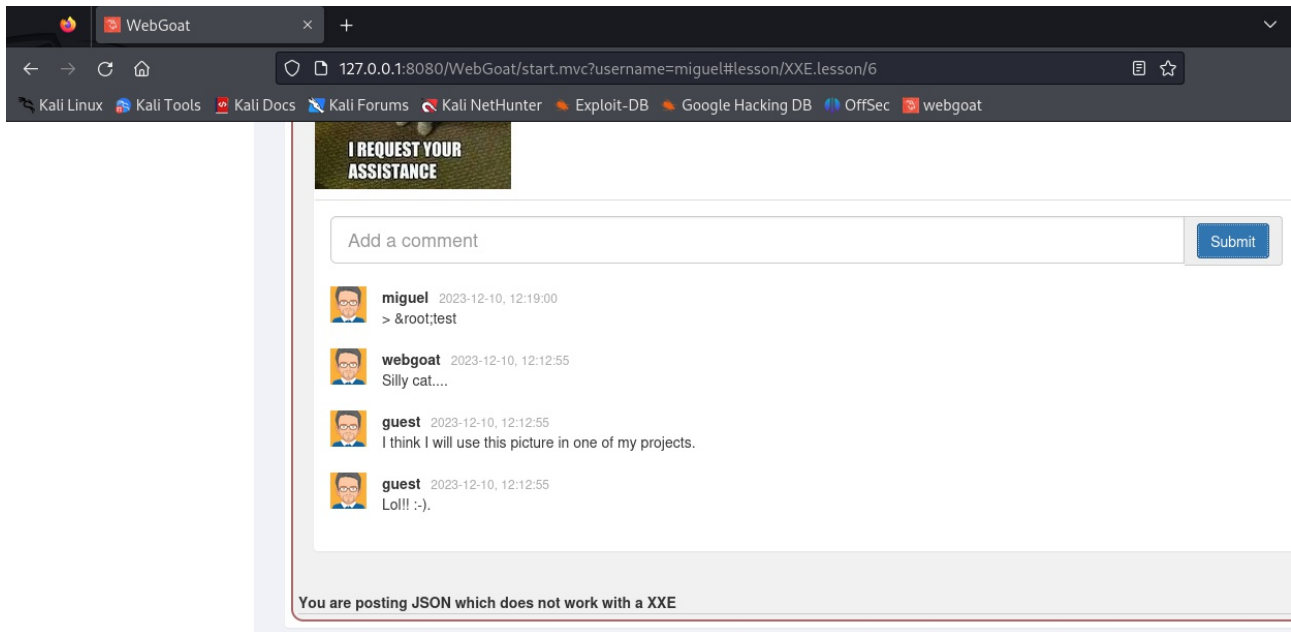 WebGoat
127.0.0.1:8080/WebGoat/start.mvc?username=miguel#lesson/XXE.lesson/6
Kali Linux Kali Tools Kali Docs Kali Forums Kali NetHunter Exploit-DB Google Hacking DB OffSec webgoat
I REQUEST YOUR
ASSISTANCE
Add a comment Submit
miguel 2023-12-10, 12:19:00
> &root;test
webgoat 2023-12-10, 12:12:55
Silly cat....
guest 2023-12-10, 12:12:55
I think I will use this picture in one of my projects.
guest 2023-12-10, 12:12:55
Lol!! :-).
You are posting JSON which does not work with a XXE